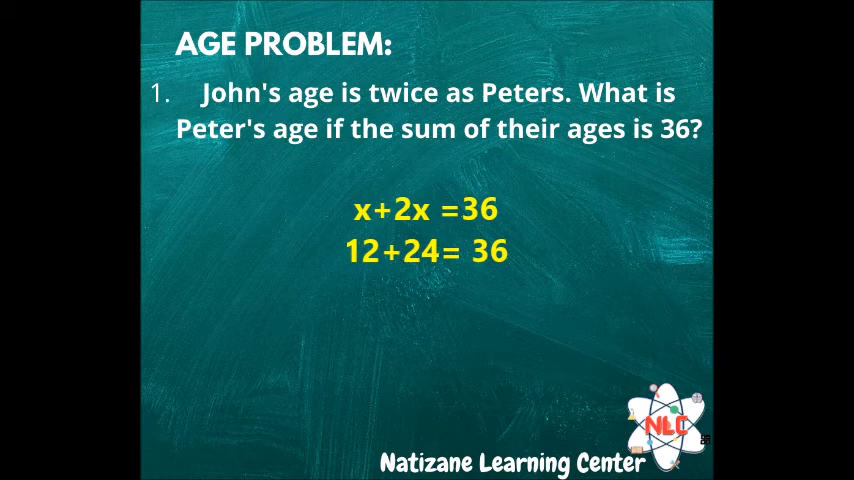 AGE PROBLEM:
1. John's age is twice as Peters. What is
Peter's age if the sum of their ages is 36?
x+2x =36
12+24= 36
NLC
Natizane Learning Center